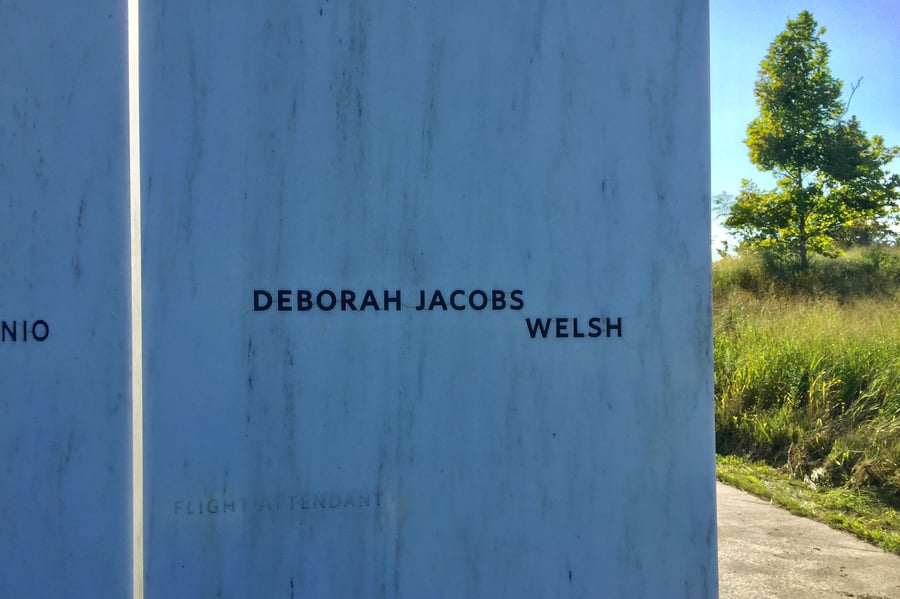 NIO
DEBORAH JACOBS
WELSH
FLIGHT ATTENDANT